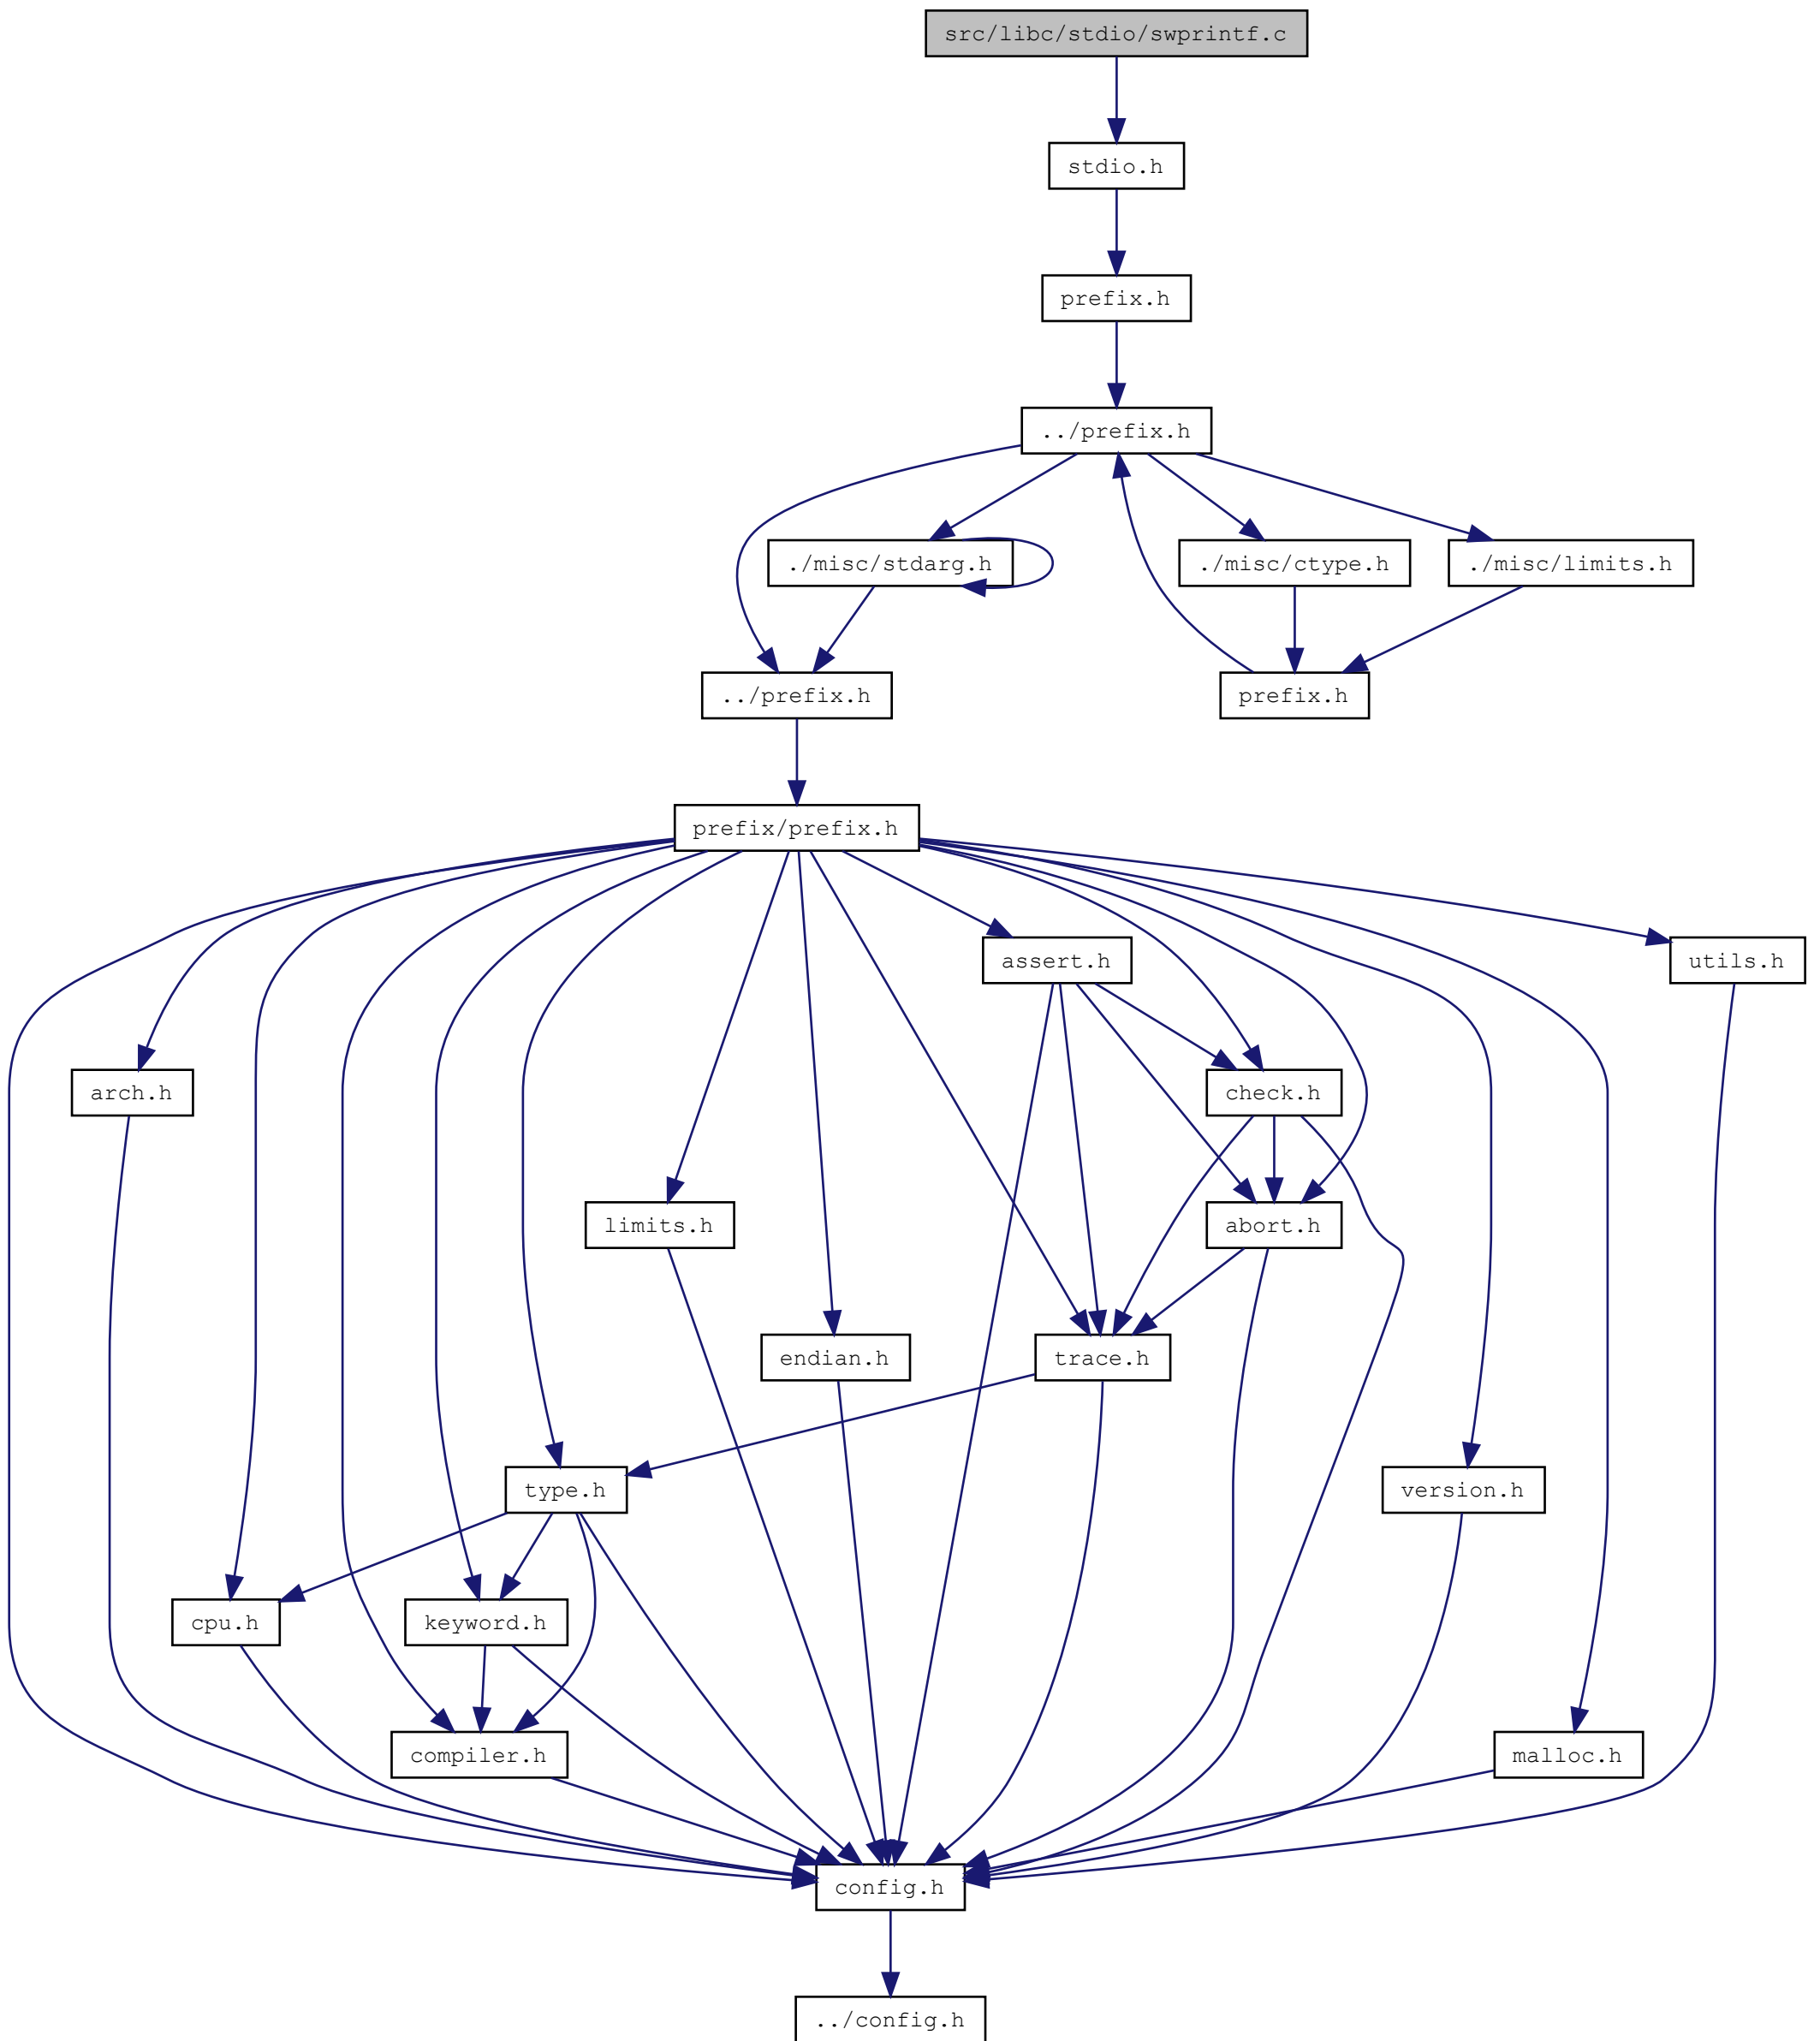 src/libc/stdio/swprintf.c
stdio.h
prefix.h
../prefix.h
./misc/stdarg.h
./misc/ctype.h
./misc/limits.h
../prefix.h
prefix.h
prefix/prefix.h
assert.h
utils.h
arch.h
check.h
limits.h
abort.h
endian.h
trace.h
type.h
version.h
cpu.h
keyword.h
compiler.h
malloc.h
config.h
../config.h